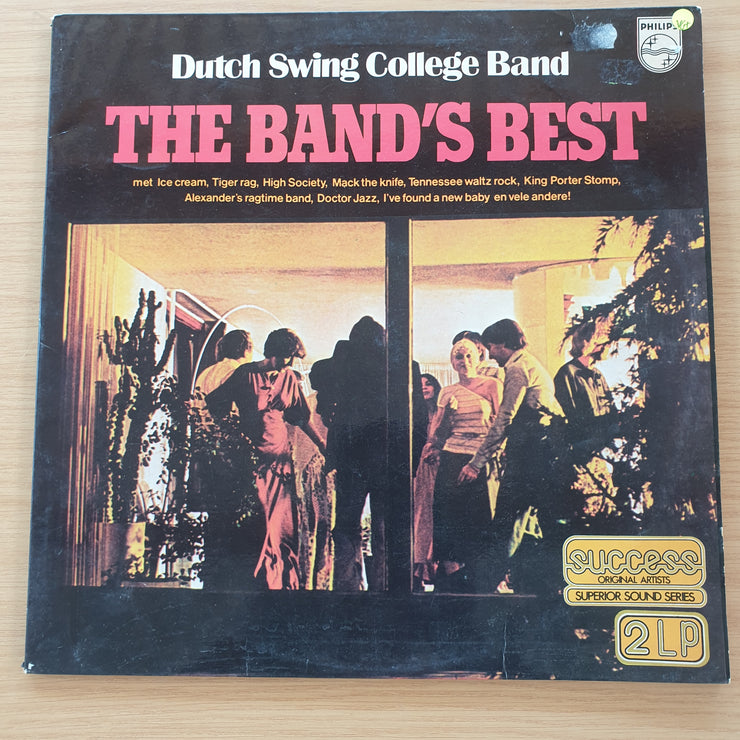 PHILIPS
Dutch Swing College Band
THE BAND'S BEST
met Ice cream, Tiger rag, High Society, Mack the knife, Tennessee waltz rock, King Porter Stomp,
Alexander's ragtime band, Doctor Jazz, I've found a new baby en vele andere!
success
ORIGINAL ARTISTS
SUPERIOR SOUND SERIES
2 LP